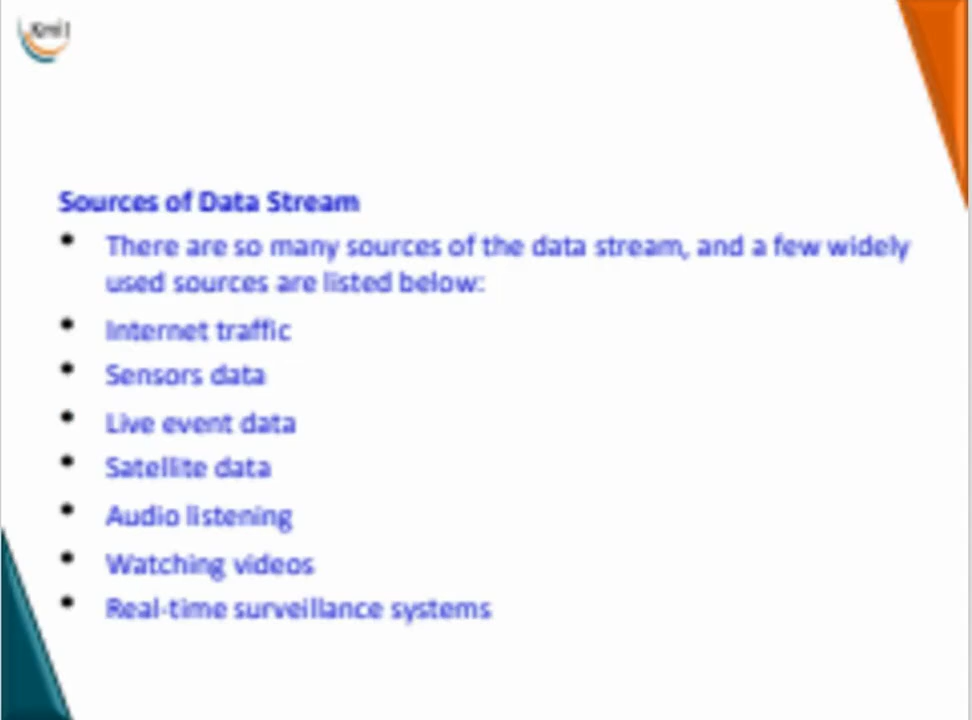 Sources of Data Stream
• There are so many sources of the data stream, and a few widely
used sources are listed below:
• Internet traffic
• Sensors data
• Live event data
• Satellite data
• Audio listening
• Watching videos
• Real-time surveillance systems